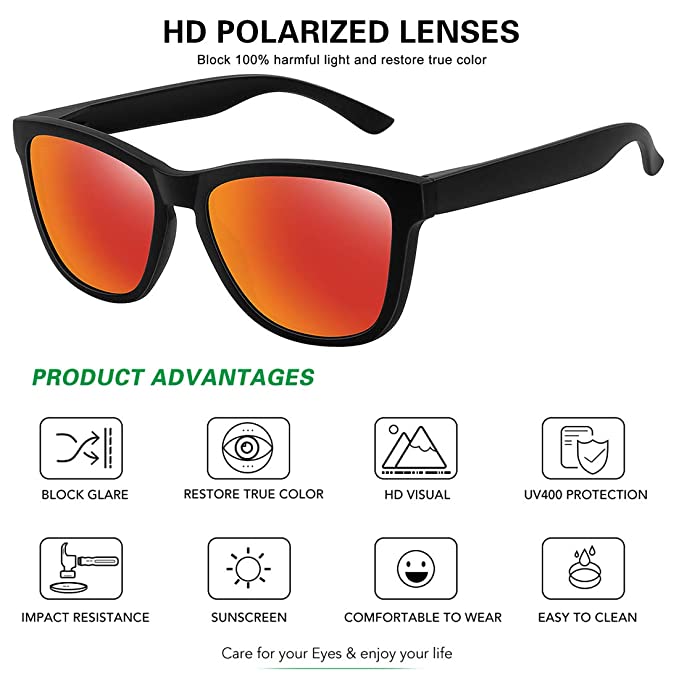 HD POLARIZED LENSES
Block 100% harmful light and restore true color
PRODUCT ADVANTAGES
BLOCK GLARE
RESTORE TRUE COLOR
HD VISUAL
UV400 PROTECTION
IMPACT RESISTANCE
SUNSCREEN
COMFORTABLE TO WEAR
EASY TO CLEAN
Care for your Eyes & enjoy your life